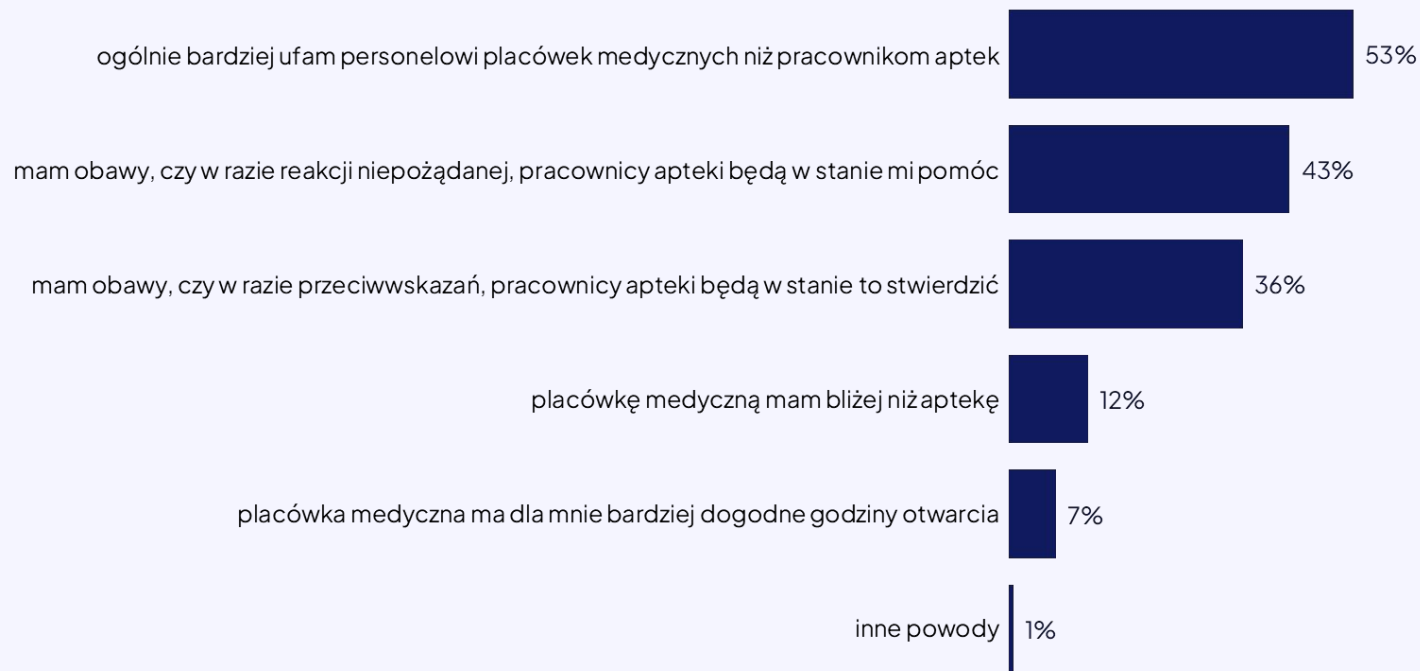 ogólnie bardziej ufam personelowi placówek medycznych niż pracownikom aptek 53%
mam obawy, czy w razie reakcji niepożądanej, pracownicy apteki będą w stanie mi pomóc 43%
mam obawy, czy w razie przeciwwskazań, pracownicy apteki będą w stanie to stwierdzić 36%
placówkę medyczną mam bliżej niż aptekę 12%
placówka medyczna ma dla mnie bardziej dogodne godziny otwarcia 7%
inne powody 1%